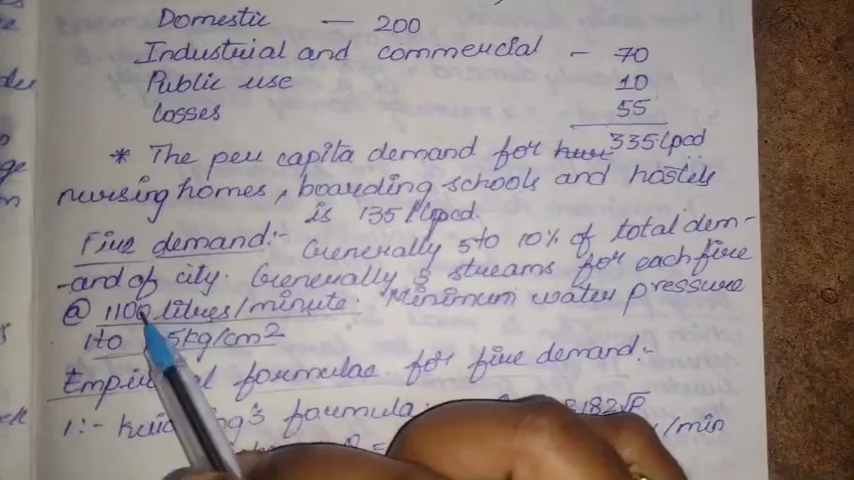 Domestic — 200
Industrial and commercial - 70
Public use 10
Losses 55
335 lpcd
* The per capita demand for
nursing homes, boarding schools and hostels
is 135 lpcd.
Fire demand:- Generally 5 to 10% of total dem-
-and of city. Generally 3 streams for each fire
@ 1100 litres/minute. Minimum water pressure
1 to 5kg/cm2
Empirical formulae for fire demand:-
1:- formula 3182√P
/min